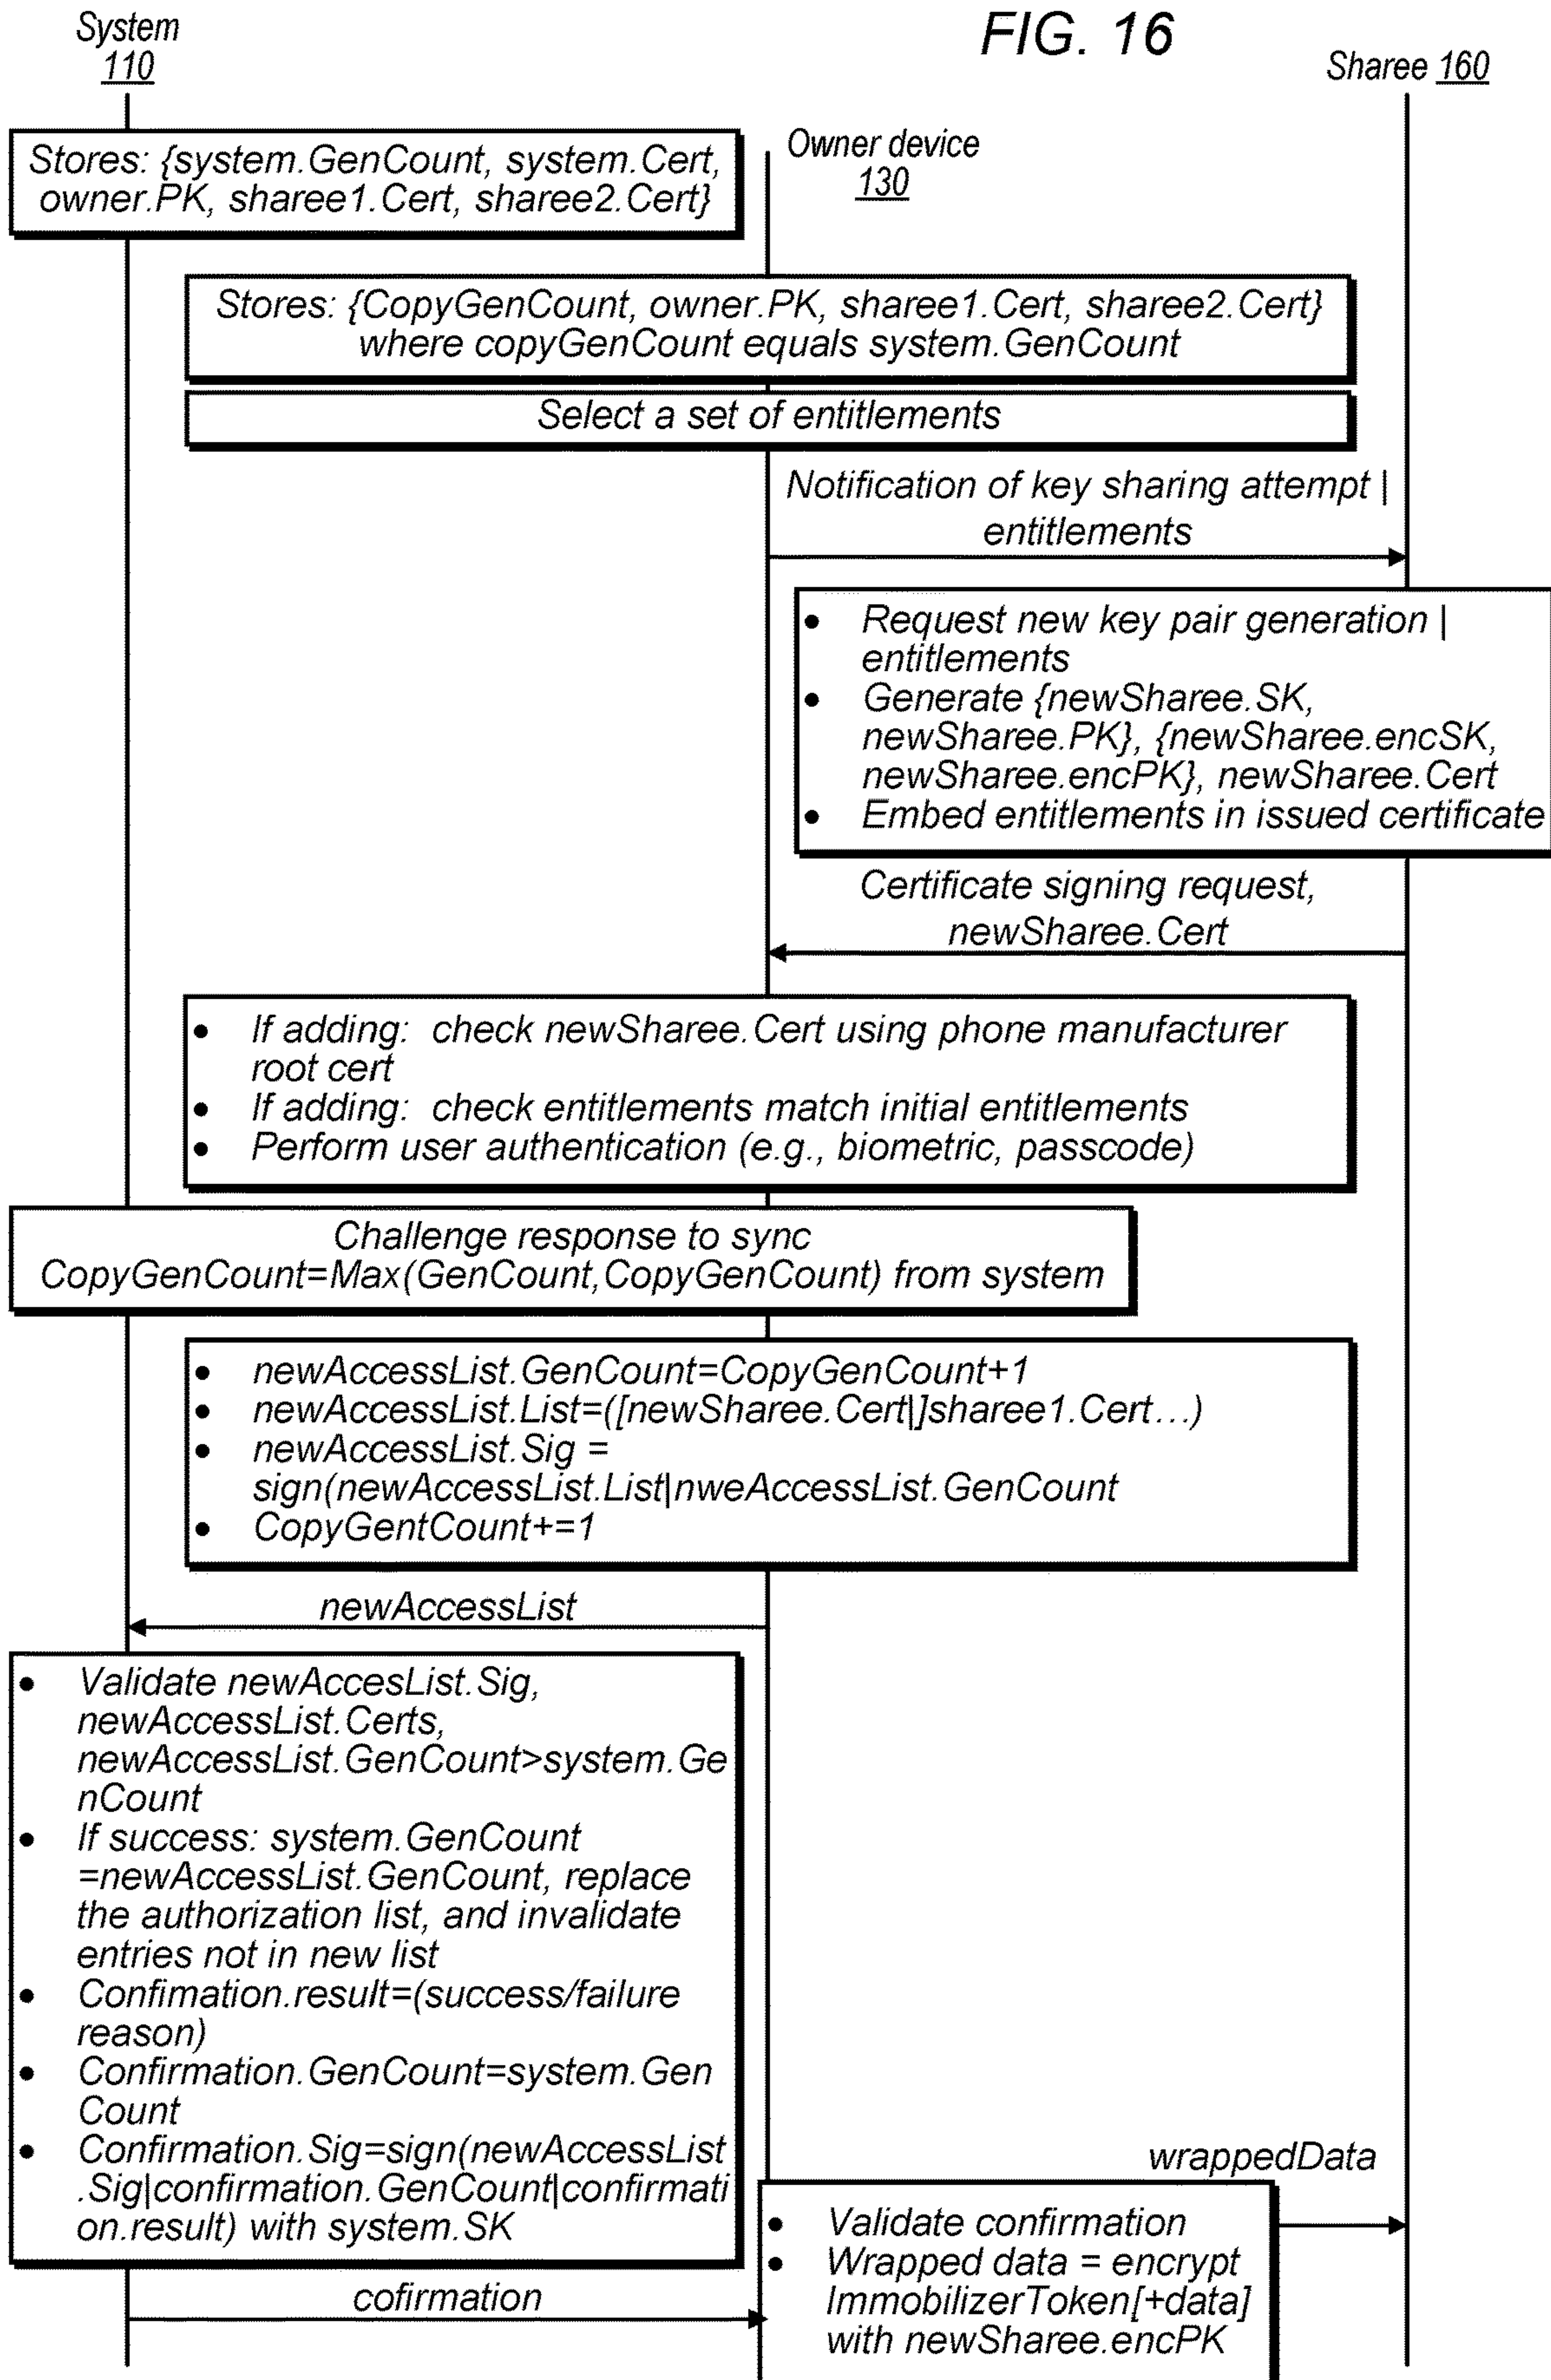 System
110
FIG. 16
Sharee 160
Owner device
130
Stores: {system.GenCount, system.Cert,
owner.PK, sharee1.Cert, sharee2.Cert}
Stores: {CopyGenCount, owner.PK, sharee1.Cert, sharee2.Cert}
where copyGenCount equals system.GenCount
Select a set of entitlements
Notification of key sharing attempt |
entitlements
• Request new key pair generation |
entitlements
• Generate {newSharee.SK,
newSharee.PK}, {newSharee.encSK,
newSharee.encPK}, newSharee.Cert
• Embed entitlements in issued certificate
Certificate signing request,
newSharee.Cert
• If adding: check newSharee.Cert using phone manufacturer
root cert
• If adding: check entitlements match initial entitlements
• Perform user authentication (e.g., biometric, passcode)
Challenge response to sync
CopyGenCount=Max(GenCount,CopyGenCount) from system
• newAccessList.GenCount=CopyGenCount+1
• newAccessList.List=([newSharee.Cert|]sharee1.Cert…)
• newAccessList.Sig =
sign(newAccessList.List|nweAccessList.GenCount
• CopyGentCount+=1
newAccessList
• Validate newAccesList.Sig,
newAccessList.Certs,
newAccessList.GenCount>system.Ge
nCount
• If success: system.GenCount
=newAccessList.GenCount, replace
the authorization list, and invalidate
entries not in new list
• Confimation.result=(success/failure
reason)
• Confirmation.GenCount=system.Gen
Count
• Confirmation.Sig=sign(newAccessList
.Sig|confirmation.GenCount|confirmati
on.result) with system.SK
cofirmation
wrappedData
• Validate confirmation
• Wrapped data = encrypt
ImmobilizerToken[+data]
with newSharee.encPK